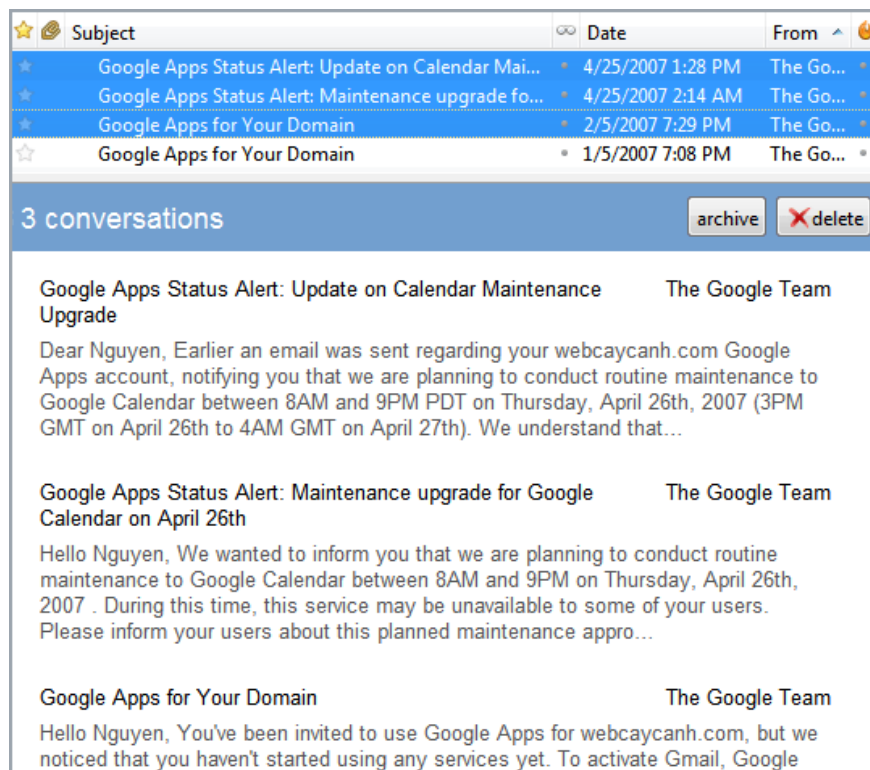 Subject Date From
Google Apps Status Alert: Update on Calendar Mai... 4/25/2007 1:28 PM The Go...
Google Apps Status Alert: Maintenance upgrade fo... 4/25/2007 2:14 AM The Go...
Google Apps for Your Domain 2/5/2007 7:29 PM The Go...
Google Apps for Your Domain 1/5/2007 7:08 PM The Go...
3 conversations archive delete
Google Apps Status Alert: Update on Calendar Maintenance The Google Team
Upgrade
Dear Nguyen, Earlier an email was sent regarding your webcaycanh.com Google
Apps account, notifying you that we are planning to conduct routine maintenance to
Google Calendar between 8AM and 9PM PDT on Thursday, April 26th, 2007 (3PM
GMT on April 26th to 4AM GMT on April 27th). We understand that...
Google Apps Status Alert: Maintenance upgrade for Google The Google Team
Calendar on April 26th
Hello Nguyen, We wanted to inform you that we are planning to conduct routine
maintenance to Google Calendar between 8AM and 9PM on Thursday, April 26th,
2007 . During this time, this service may be unavailable to some of your users.
Please inform your users about this planned maintenance appro...
Google Apps for Your Domain The Google Team
Hello Nguyen, You've been invited to use Google Apps for webcaycanh.com, but we
noticed that you haven't started using any services yet. To activate Gmail, Google